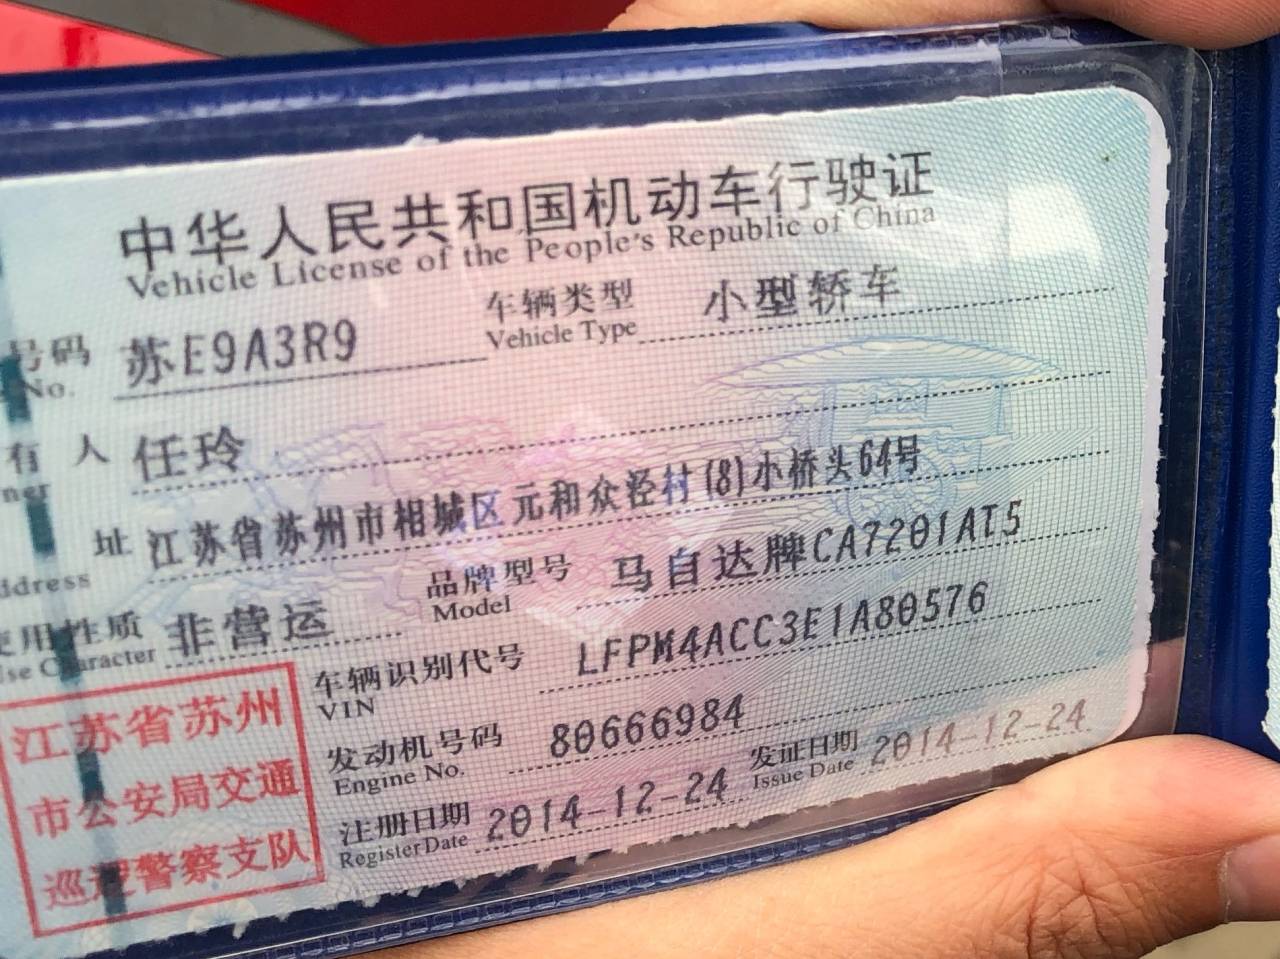 中华人民共和国机动车行驶证
Vehicle License of the People's Republic of China
号码 苏E9A3R9 车辆类型 小型轿车
No. Vehicle Type
有 人 任玲
ner
址 江苏省苏州市相城区元和众泾村(8)小桥头64号
ddress
使用性质 非营运 品牌型号 马自达牌CA7201AT5
se Character Model
车辆识别代号 LFPM4ACC3E1A80576
VIN
发动机号码 80666984
Engine No.
注册日期 2014-12-24 发证日期 2014-12-24
Register Date Issue Date
江苏省苏州
市公安局交通
巡逻警察支队